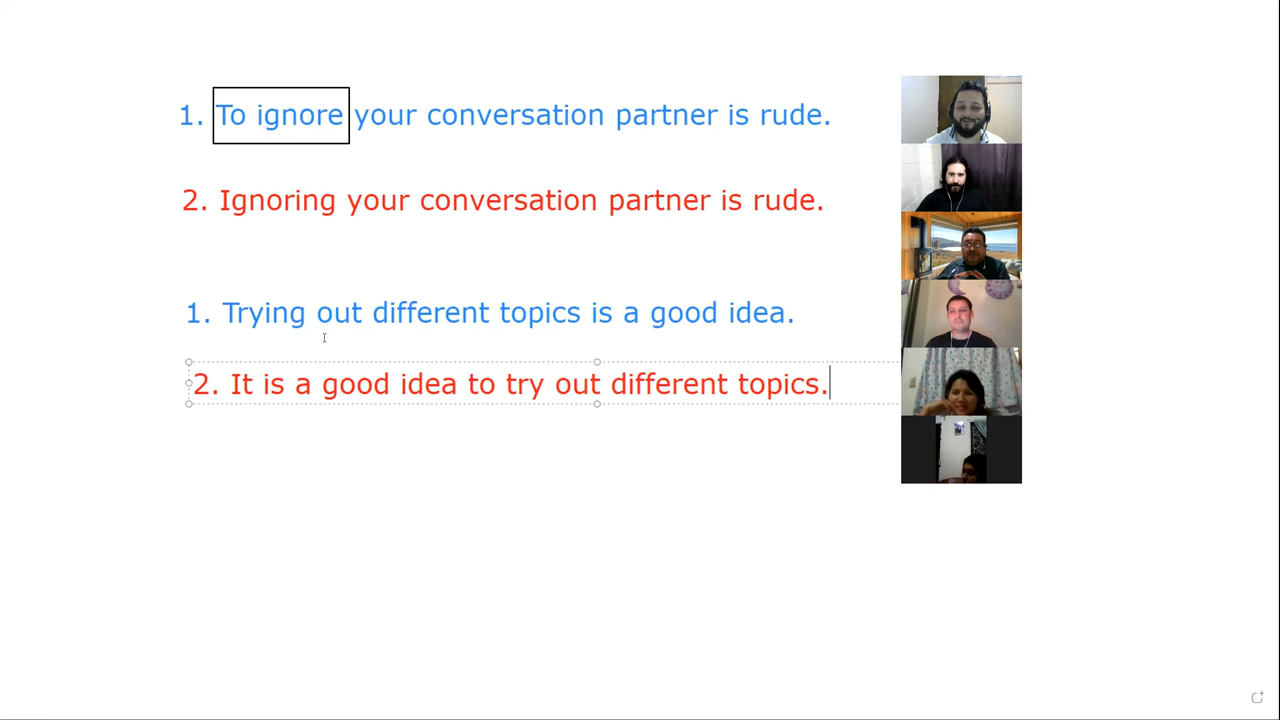 1. To ignore your conversation partner is rude.
2. Ignoring your conversation partner is rude.
1. Trying out different topics is a good idea.
2. It is a good idea to try out different topics.